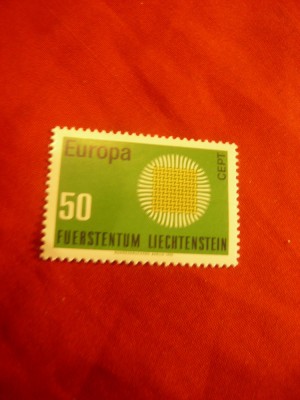 Europa
CEPT
50
FUERSTENTUM LIECHTENSTEIN